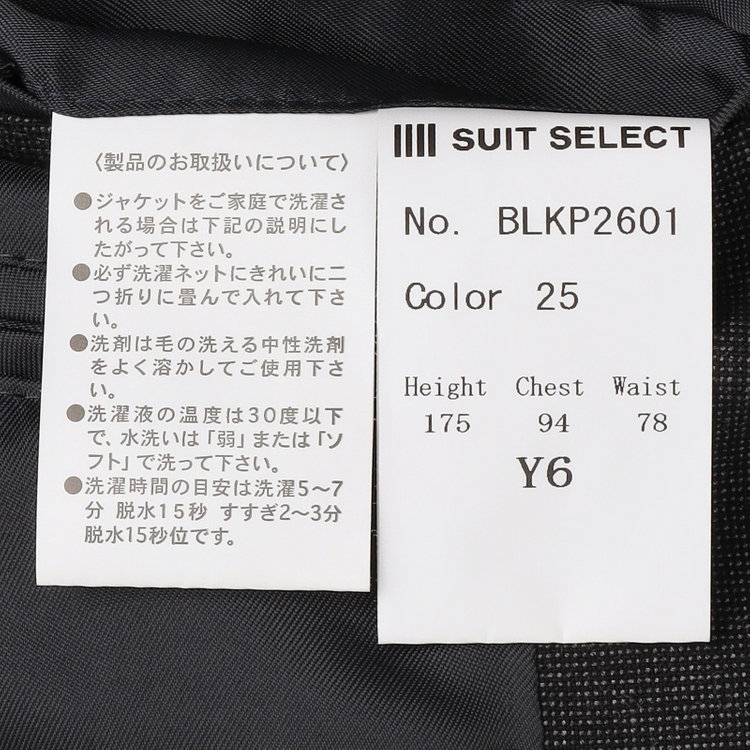 〈製品のお取扱いについて〉
●ジャケットをご家庭で洗濯さ
れる場合は下記の説明にし
たがって下さい。
●必ず洗濯ネットにきれいに二
つ折りに畳んで入れて下さ
い。
●洗剤は毛の洗える中性洗剤
をよく溶かしてご使用下さ
い。
●洗濯液の温度は30度以下
で、水洗いは「弱」または「ソ
フト」で洗って下さい。
●洗濯時間の目安は洗濯5〜7
分 脱水15秒 すすぎ2〜3分
脱水15秒位です。
SUIT SELECT
No. BLKP2601
Color 25
Height Chest Waist
175 94 78
Y6